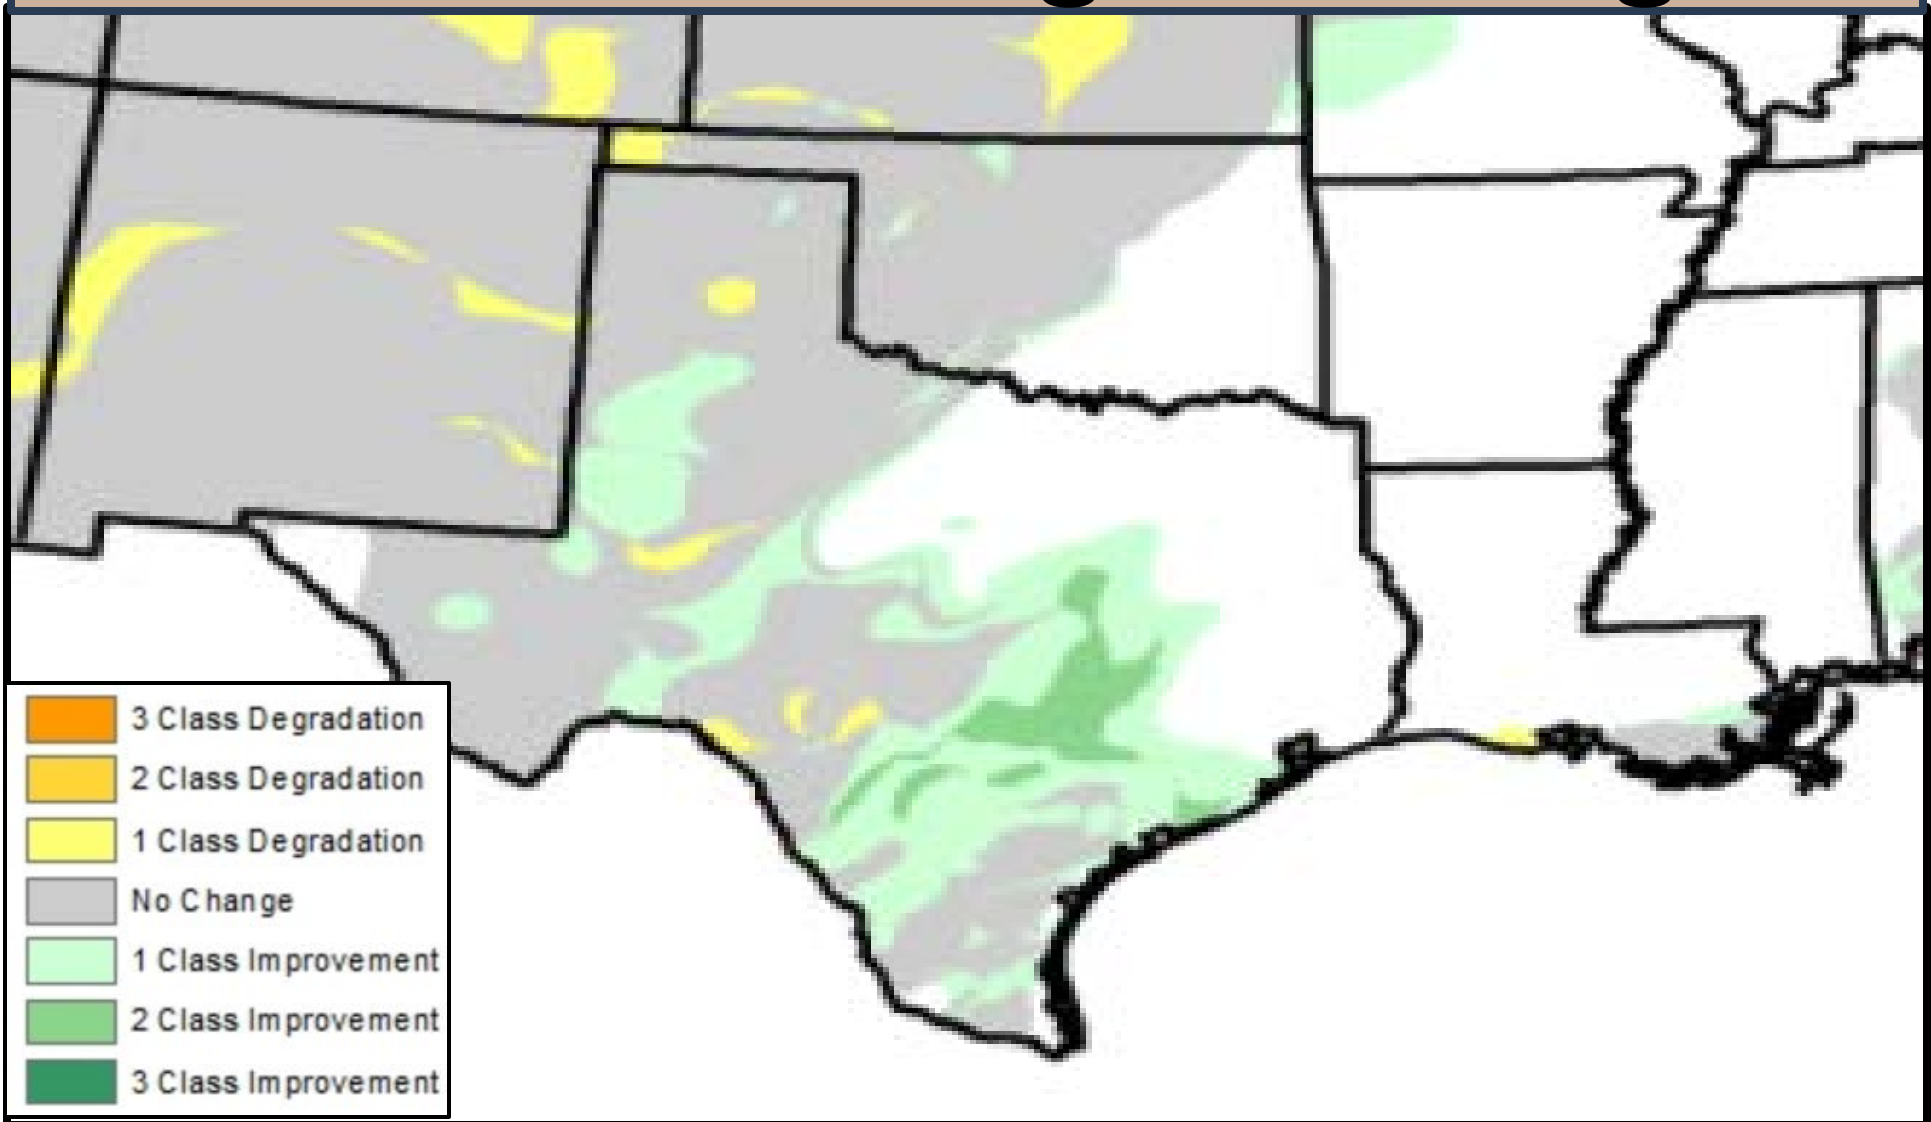 3 Class Degradation
2 Class Degradation
1 Class Degradation
No Change
1 Class Improvement
2 Class Improvement
3 Class Improvement